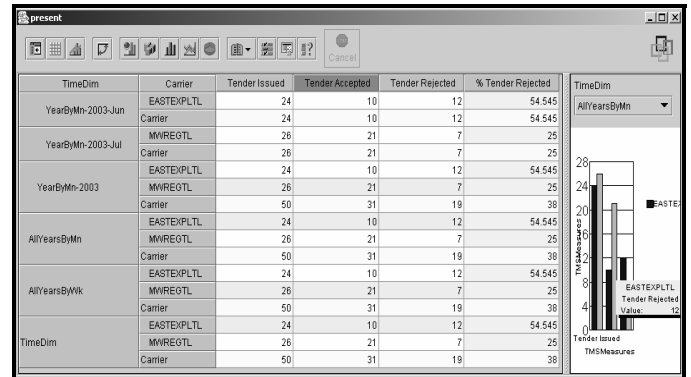 present
Cancel
TimeDim Carrier Tender Issued Tender Accepted Tender Rejected % Tender Rejected
YearByMn-2003-Jun EASTEXPLTL 24 10 12 54.545
Carrier 24 10 12 54.545
YearByMn-2003-Jul MWREGTL 26 21 7 25
Carrier 26 21 7 25
YearByMn-2003 EASTEXPLTL 24 10 12 54.545
MWREGTL 26 21 7 25
Carrier 50 31 19 38
AllYearsByMn EASTEXPLTL 24 10 12 54.545
MWREGTL 26 21 7 25
Carrier 50 31 19 38
AllYearsByWk EASTEXPLTL 24 10 12 54.545
MWREGTL 26 21 7 25
Carrier 50 31 19 38
TimeDim EASTEXPLTL 24 10 12 54.545
MWREGTL 26 21 7 25
Carrier 50 31 19 38
TimeDim
AllYearsByMn
28
24
20
16
8
4
0
TMSMeasures
EASTEX
EASTEXPLTL
Tender Rejected
Value: 12
Tender Issued
TMSMeasures